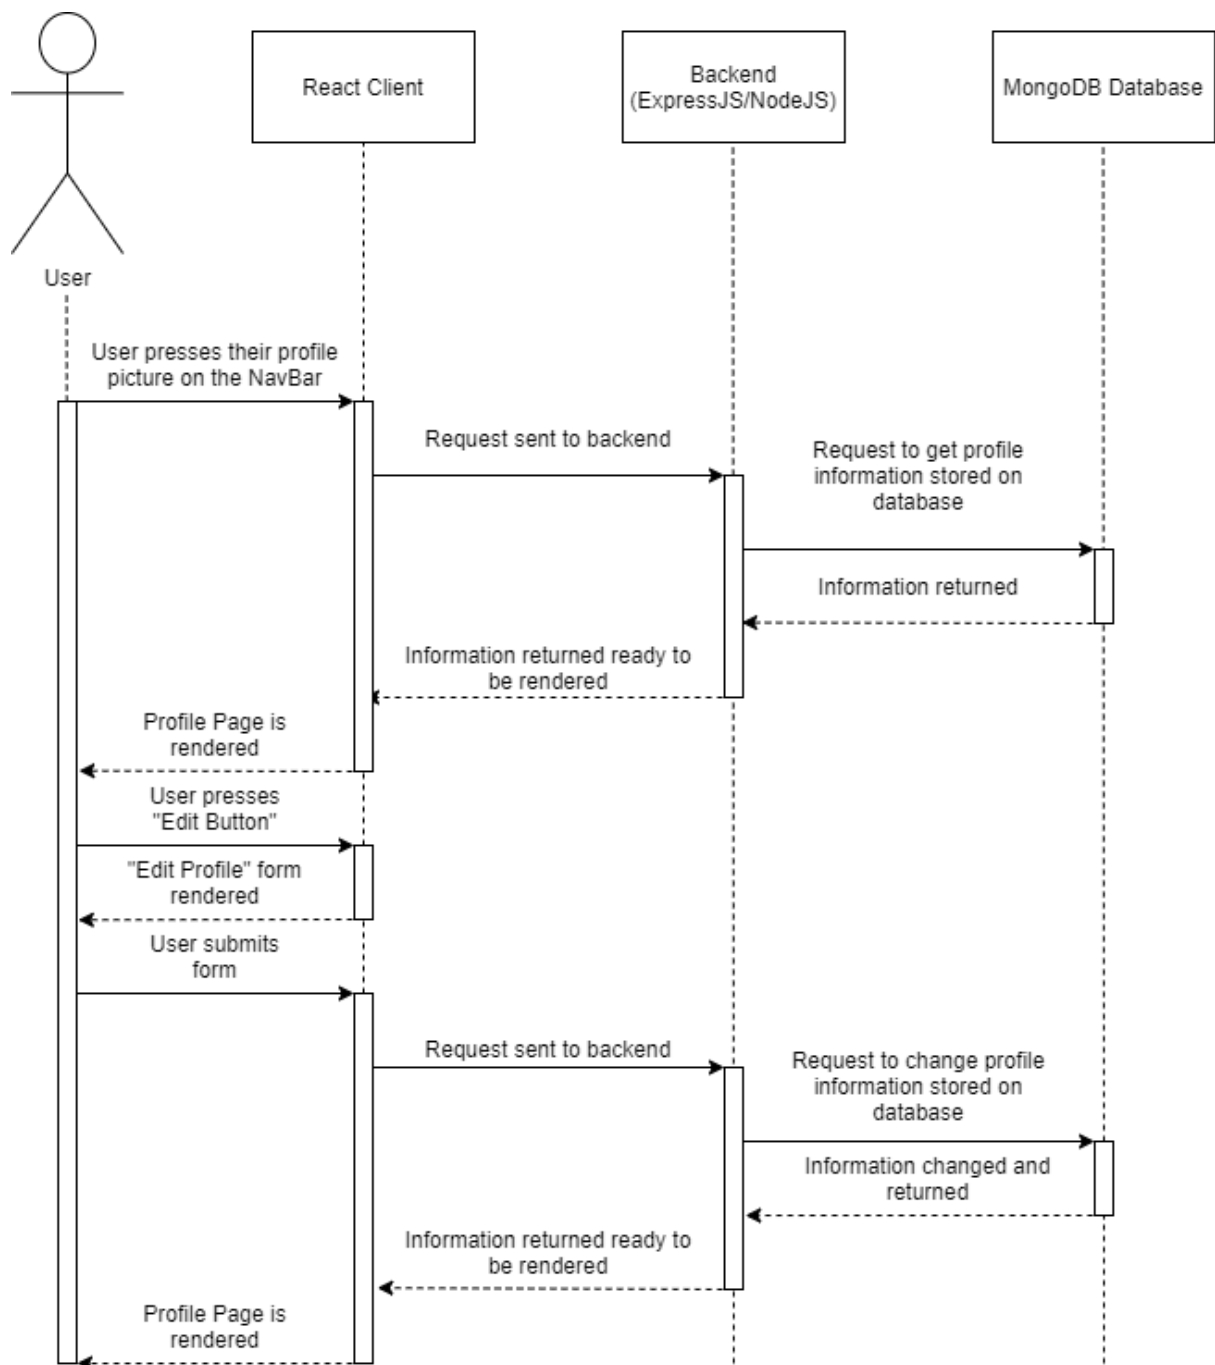 React Client
Backend
(ExpressJS/NodeJS)
MongoDB Database
User
User presses their profile
picture on the NavBar
Request sent to backend
Request to get profile
information stored on
database
Information returned
Information returned ready to
be rendered
Profile Page is
rendered
User presses
"Edit Button"
"Edit Profile" form
rendered
User submits
form
Request sent to backend
Request to change profile
information stored on
database
Information changed and
returned
Information returned ready to
be rendered
Profile Page is
rendered